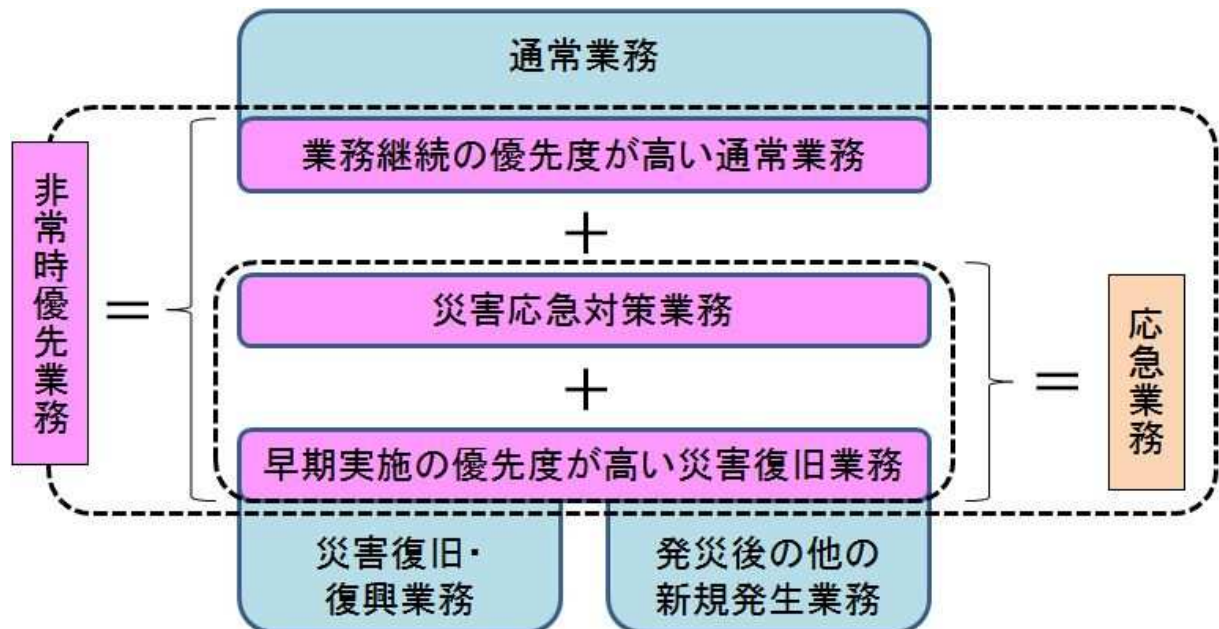 通常業務
業務継続の優先度が高い通常業務
+
非常時優先業務
=
災害応急対策業務
+
=
応急業務
早期実施の優先度が高い災害復旧業務
災害復旧・
復興業務
発災後の他の
新規発生業務